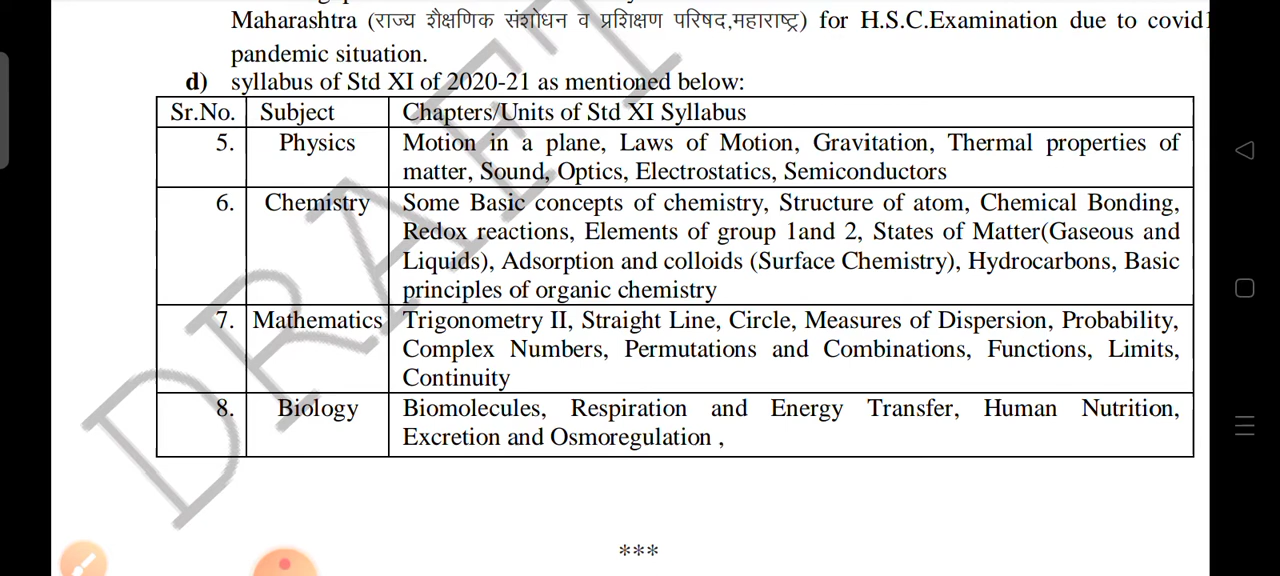 Maharashtra (राज्य शैक्षणिक संशोधन व प्रशिक्षण परिषद,महाराष्ट्र) for H.S.C.Examination due to covid1
pandemic situation.
d) syllabus of Std XI of 2020-21 as mentioned below:
Sr.No. Subject Chapters/Units of Std XI Syllabus
5. Physics Motion in a plane, Laws of Motion, Gravitation, Thermal properties of
matter, Sound, Optics, Electrostatics, Semiconductors
6. Chemistry Some Basic concepts of chemistry, Structure of atom, Chemical Bonding,
Redox reactions, Elements of group 1and 2, States of Matter(Gaseous and
Liquids), Adsorption and colloids (Surface Chemistry), Hydrocarbons, Basic
principles of organic chemistry
7. Mathematics Trigonometry II, Straight Line, Circle, Measures of Dispersion, Probability,
Complex Numbers, Permutations and Combinations, Functions, Limits,
Continuity
8. Biology Biomolecules, Respiration and Energy Transfer, Human Nutrition,
Excretion and Osmoregulation ,
***
DRAFT